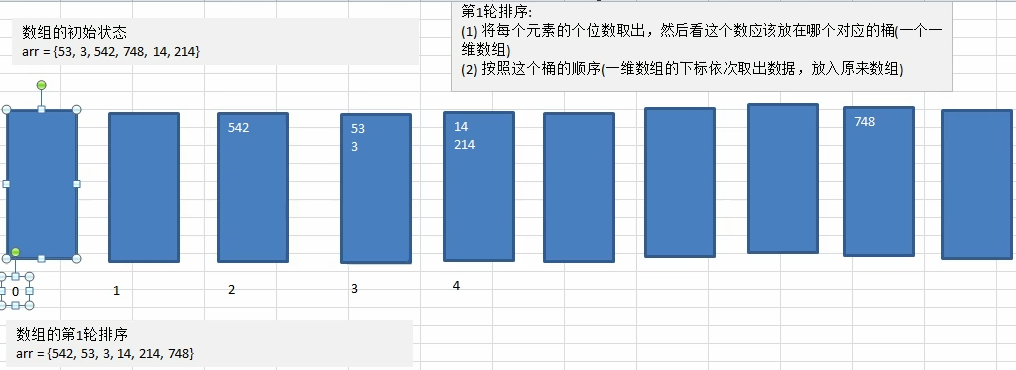 数组的初始状态
arr = {53, 3, 542, 748, 14, 214}
第1轮排序:
(1) 将每个元素的个位数取出，然后看这个数应该放在哪个对应的桶(一个一
维数组)
(2) 按照这个桶的顺序(一维数组的下标依次取出数据，放入原来数组)
542
53
3
14
214
748
0
1
2
3
4
数组的第1轮排序
arr = {542, 53, 3, 14, 214, 748}